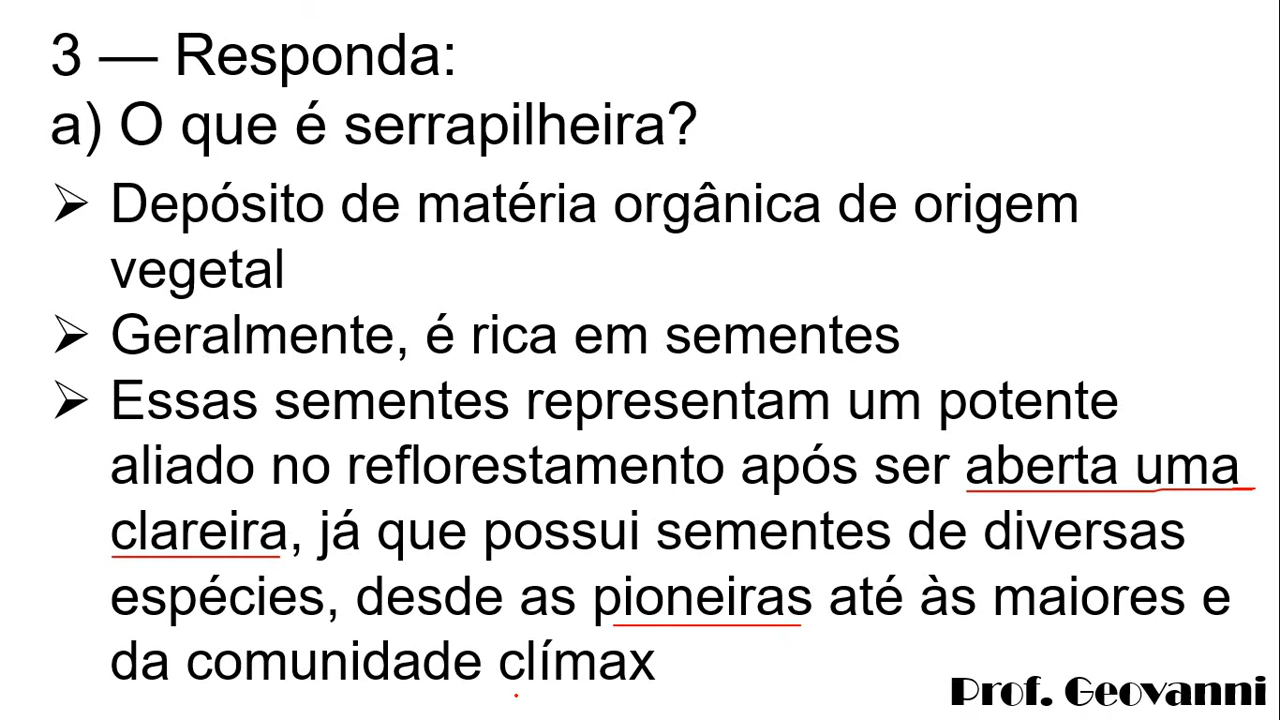 3 — Responda:
a) O que é serrapilheira?
➢ Depósito de matéria orgânica de origem
vegetal
➢ Geralmente, é rica em sementes
➢ Essas sementes representam um potente
aliado no reflorestamento após ser aberta uma
clareira, já que possui sementes de diversas
espécies, desde as pioneiras até às maiores e
da comunidade clímax
Prof. Geovanni